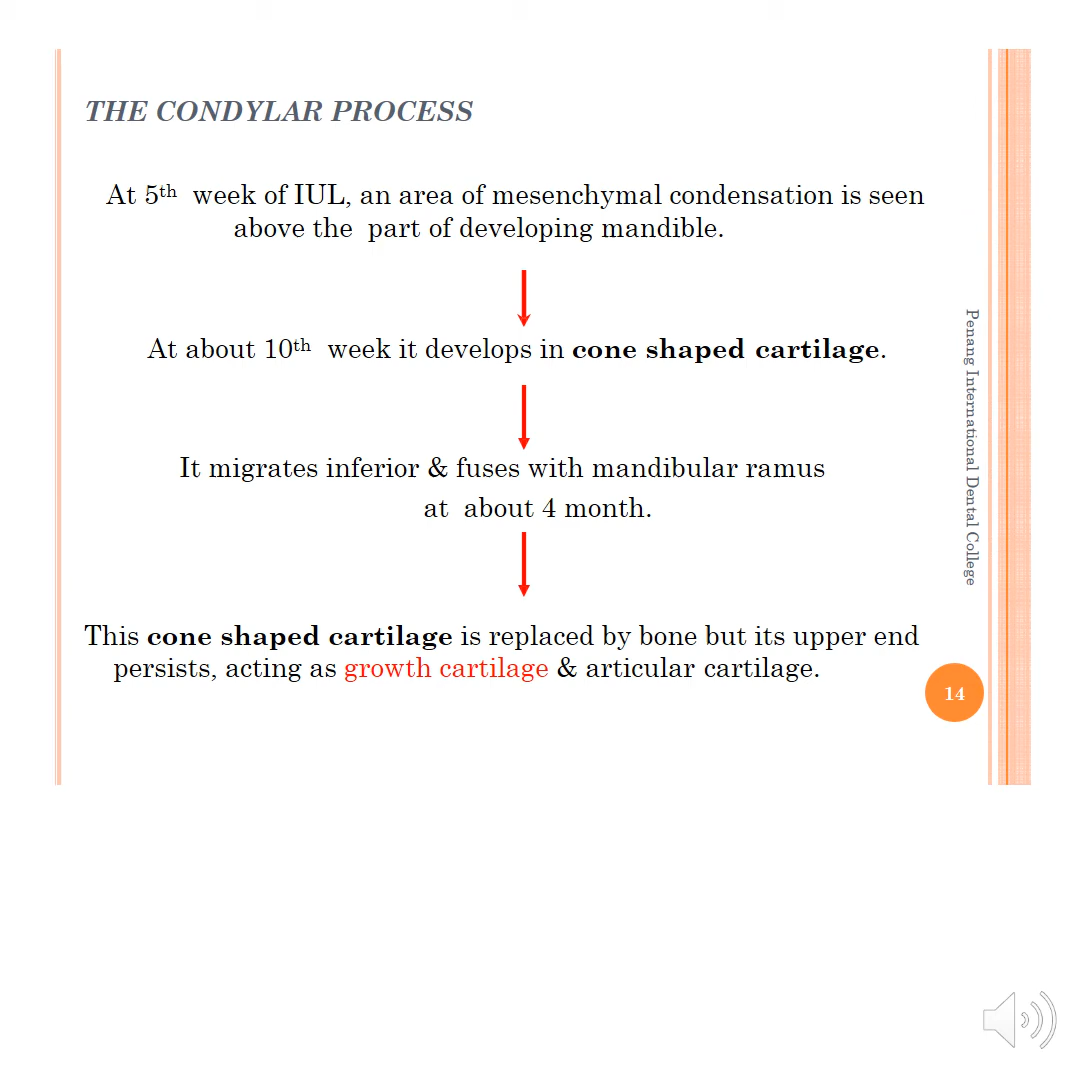 THE CONDYLAR PROCESS
At 5th week of IUL, an area of mesenchymal condensation is seen
above the part of developing mandible.
At about 10th week it develops in cone shaped cartilage.
It migrates inferior & fuses with mandibular ramus
at about 4 month.
This cone shaped cartilage is replaced by bone but its upper end
persists, acting as growth cartilage & articular cartilage.
Penang International Dental College
14